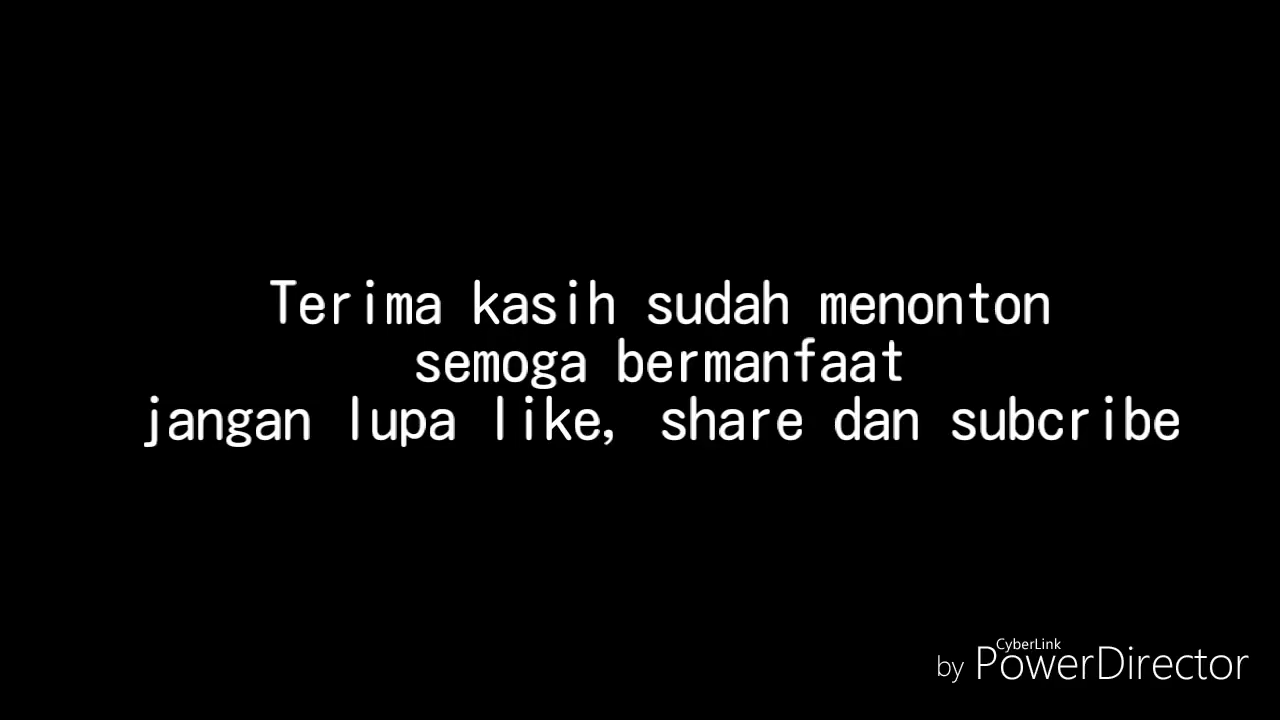 Terima kasih sudah menonton
semoga bermanfaat
jangan lupa like, share dan subcribe
CyberLink
by PowerDirector